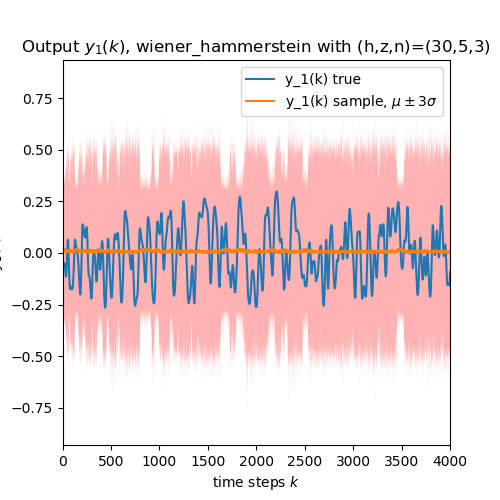 Output y₁(k), wiener_hammerstein with (h,z,n)=(30,5,3)
y_1(k) true
y_1(k) sample, μ ± 3σ
0.75
0.50
0.25
0.00
−0.25
−0.50
−0.75
0 500 1000 1500 2000 2500 3000 3500 4000
time steps k